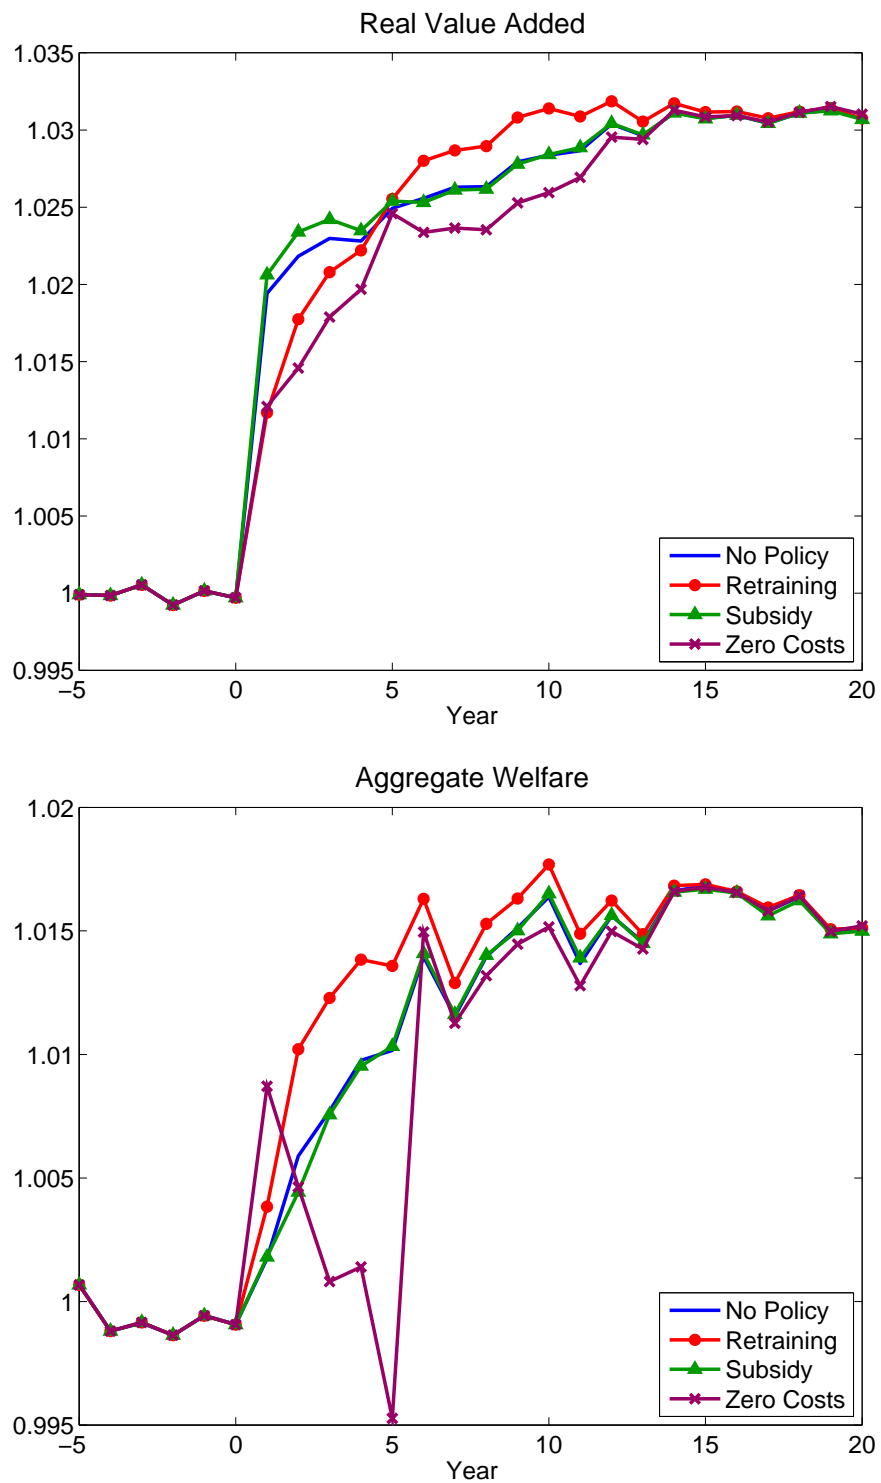 Real Value Added
1.035
1.03
1.025
1.02
1.015
1.01
1.005
1
0.995
No Policy
Retraining
Subsidy
Zero Costs
−5 0 5 10 15 20
Year
Aggregate Welfare
1.02
1.015
1.01
1.005
1
0.995
No Policy
Retraining
Subsidy
Zero Costs
−5 0 5 10 15 20
Year